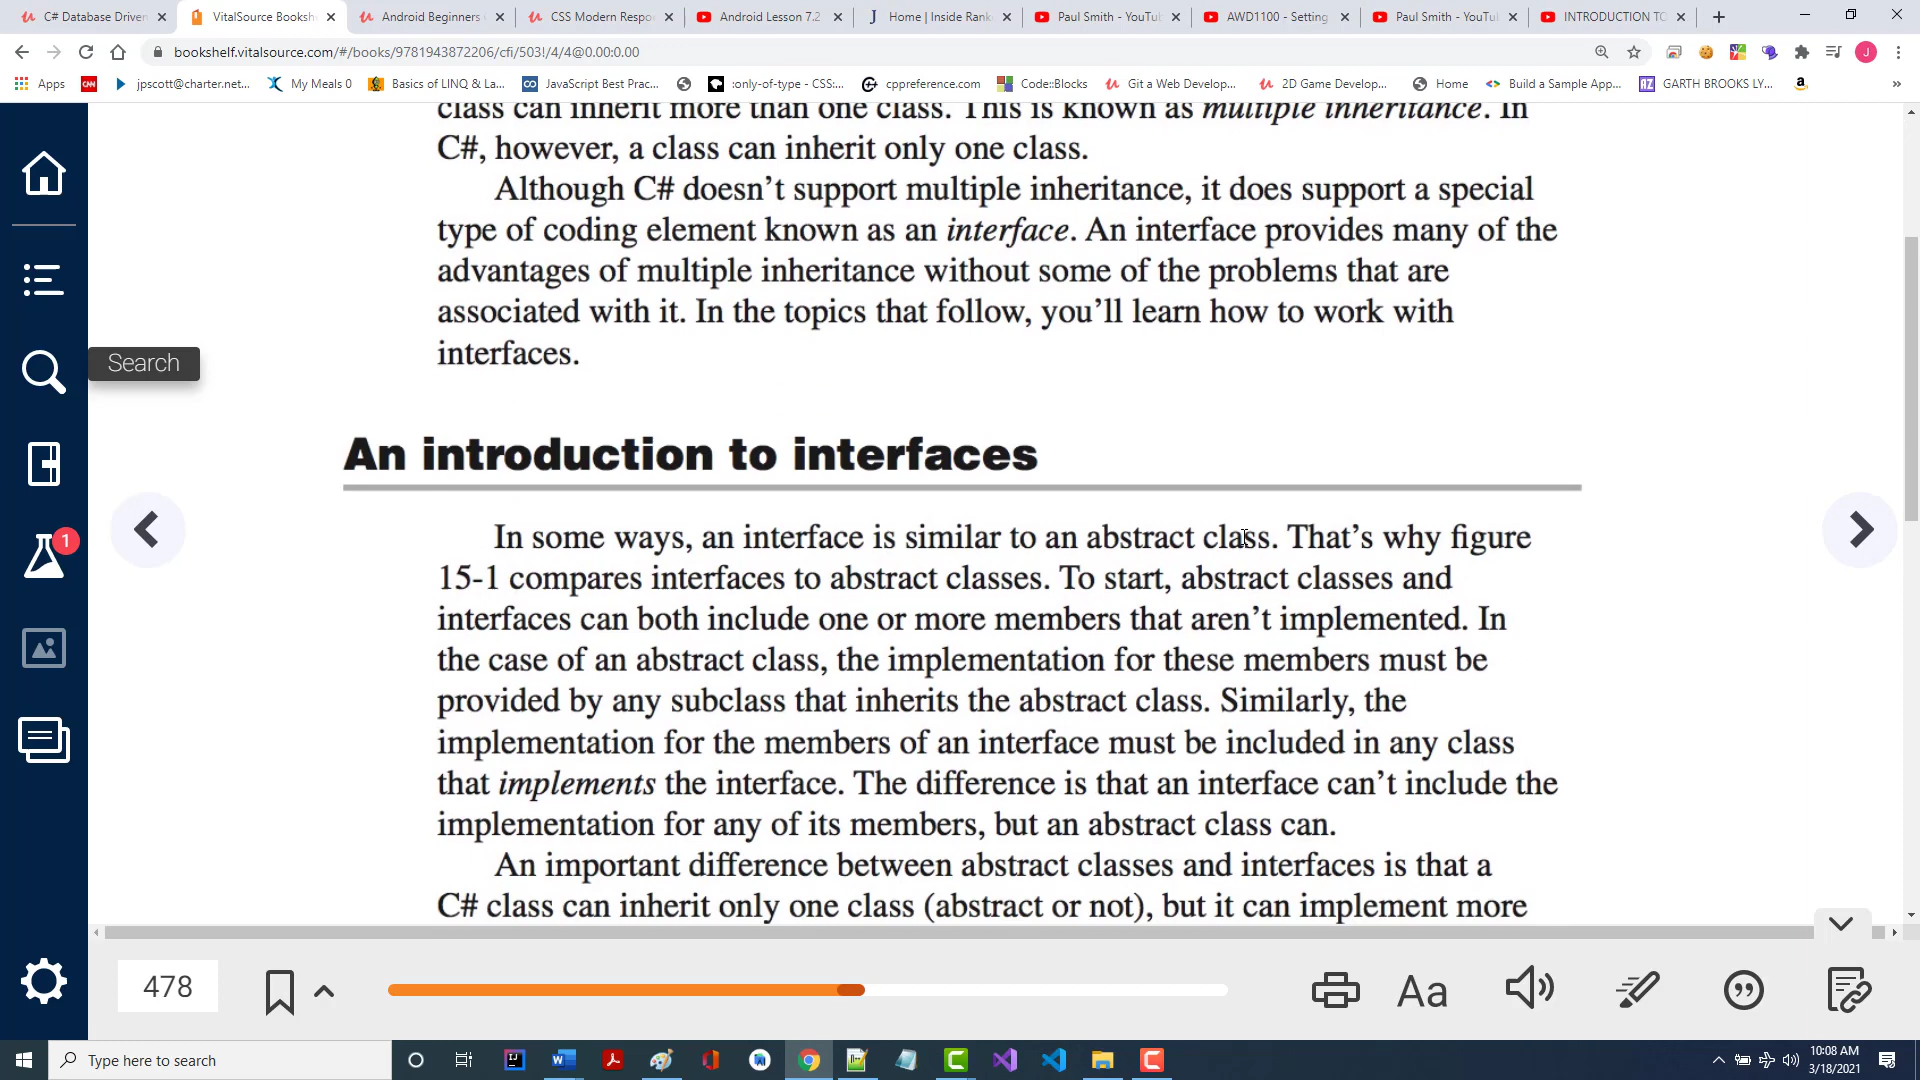 C# Database Driven
VitalSource Booksh
Android Beginners
CSS Modern Respo
Android Lesson 7.2
Home | Inside Rank
Paul Smith - YouTu
AWD1100 - Setting
Paul Smith - YouTu
INTRODUCTION TO
bookshelf.vitalsource.com/#/books/9781943872206/cfi/503!/4/4@0.00:0.00
J
Apps
CNN
jpscott@charter.net...
My Meals 0
Basics of LINQ & La...
JavaScript Best Prac...
:only-of-type - CSS:...
cppreference.com
Code::Blocks
Git a Web Develop...
2D Game Develop...
Home
Build a Sample App...
GARTH BROOKS LY...
class can inherit more than one class. This is known as multiple inheritance. In
C#, however, a class can inherit only one class.
Although C# doesn’t support multiple inheritance, it does support a special
type of coding element known as an interface. An interface provides many of the
advantages of multiple inheritance without some of the problems that are
associated with it. In the topics that follow, you’ll learn how to work with
interfaces.
Search
An introduction to interfaces
In some ways, an interface is similar to an abstract class. That’s why figure
15-1 compares interfaces to abstract classes. To start, abstract classes and
interfaces can both include one or more members that aren’t implemented. In
the case of an abstract class, the implementation for these members must be
provided by any subclass that inherits the abstract class. Similarly, the
implementation for the members of an interface must be included in any class
that implements the interface. The difference is that an interface can’t include the
implementation for any of its members, but an abstract class can.
An important difference between abstract classes and interfaces is that a
C# class can inherit only one class (abstract or not), but it can implement more
1
478
Aa
Type here to search
10:08 AM
3/18/2021